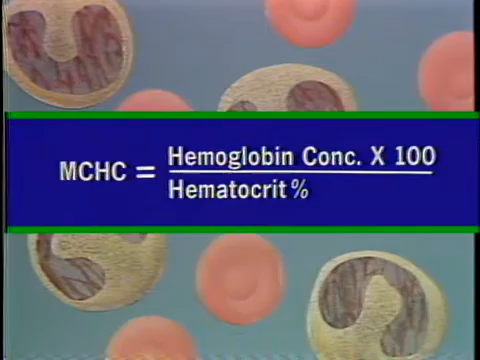 MCHC = Hemoglobin Conc. X 100
Hematocrit %